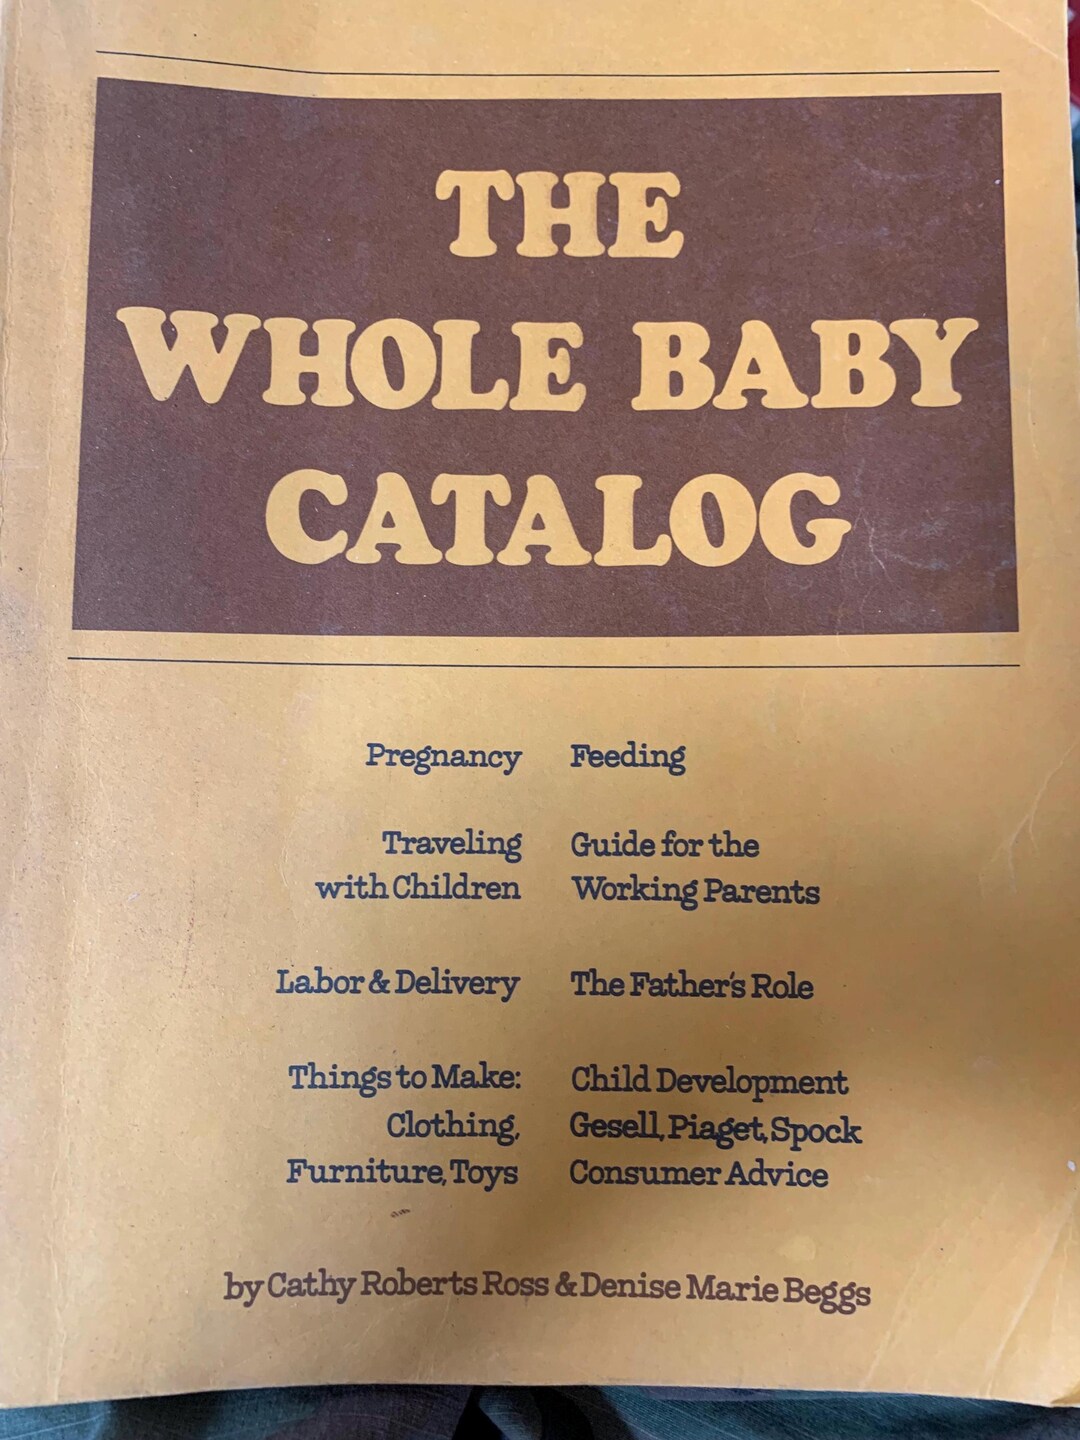 THE
WHOLE BABY
CATALOG
Pregnancy
Feeding
Traveling
with Children
Guide for the
Working Parents
Labor & Delivery
The Father's Role
Things to Make:
Clothing,
Furniture, Toys
Child Development
Gesell, Piaget, Spock
Consumer Advice
by Cathy Roberts Ross & Denise Marie Beggs